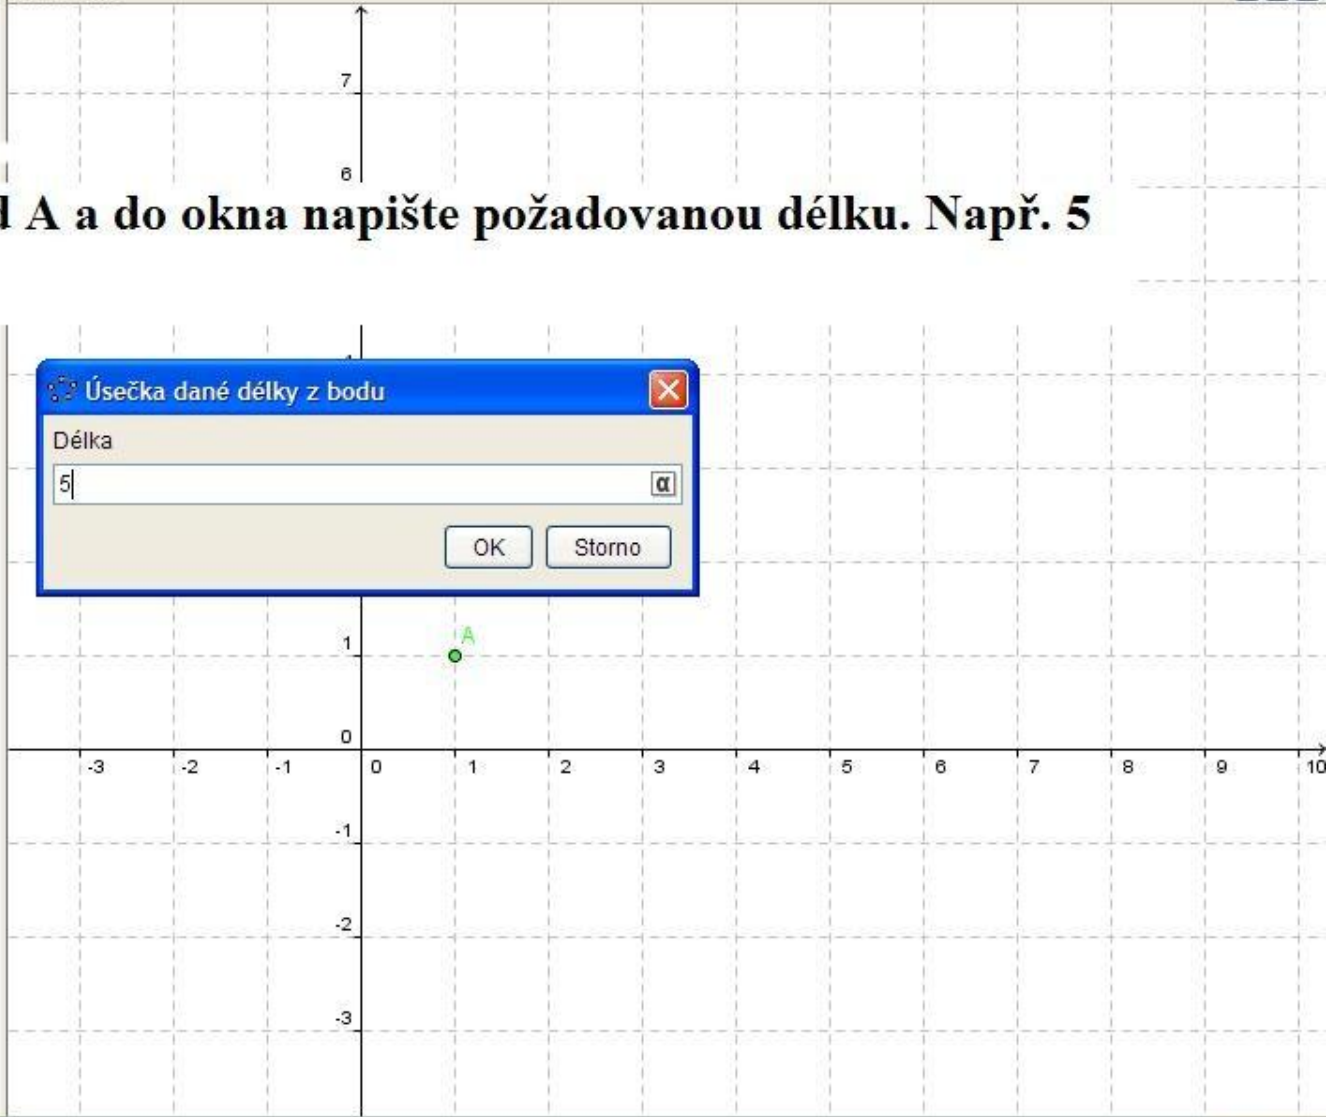 7
6
A a do okna napište požadovanou délku. Např. 5
Úsečka dané délky z bodu
Délka
5
α
OK Storno
1
A
0
-3 -2 -1 0 1 2 3 4 5 6 7 8 9 10
-1
-2
-3